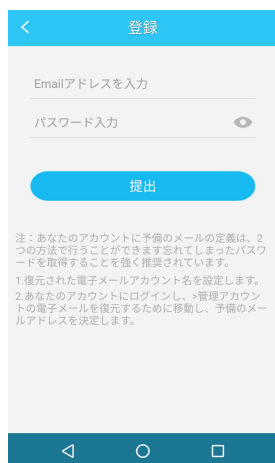 登録
Emailアドレスを入力
パスワード入力
提出
注：あなたのアカウントに予備のメールの定義は、2
つの方法で行うことができます忘れてしまったパスワ
ードを取得することを強く推奨されています。
1.復元された電子メールアカウント名を設定します。
2.あなたのアカウントにログインし、>管理アカウン
トの電子メールを復元するために移動し、予備のメー
ルアドレスを決定します。